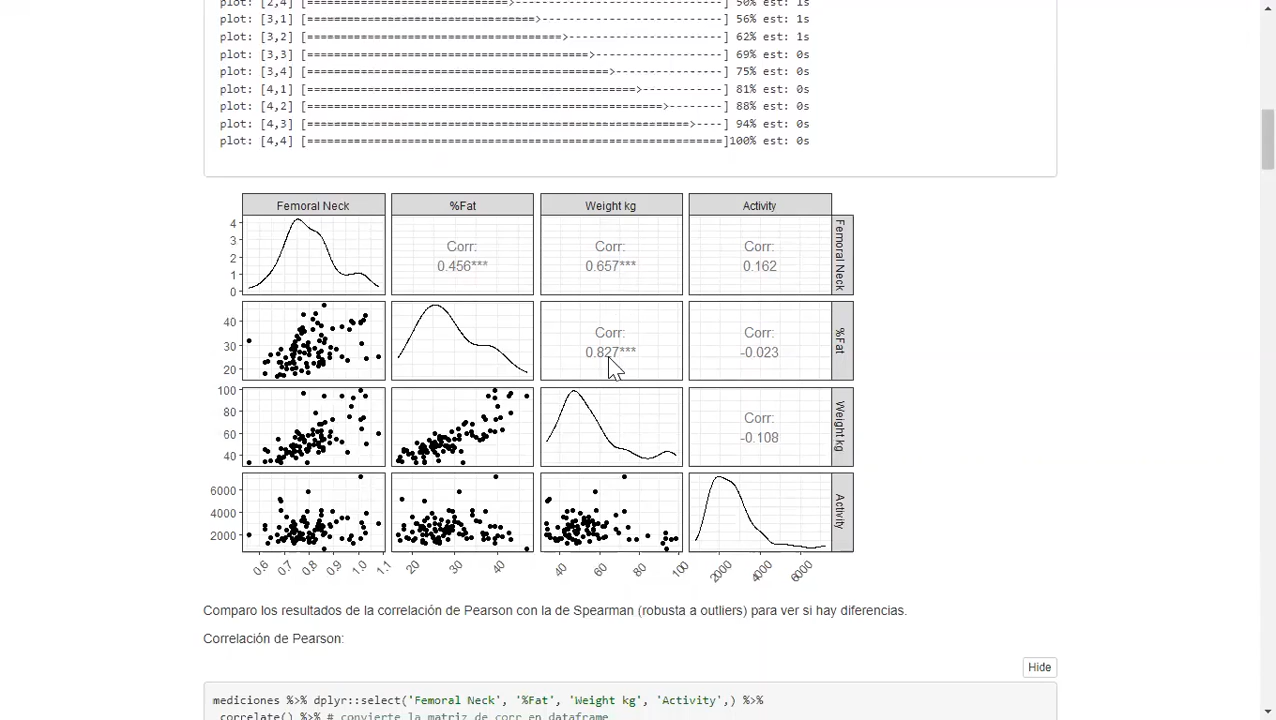 plot: [2,4] [==============================>--------------------------------] 50% est: 1s
plot: [3,1] [==================================>----------------------------] 56% est: 1s
plot: [3,2] [======================================>------------------------] 62% est: 1s
plot: [3,3] [==========================================>--------------------] 69% est: 0s
plot: [3,4] [=============================================>-----------------] 75% est: 0s
plot: [4,1] [=================================================>-------------] 81% est: 0s
plot: [4,2] [=====================================================>---------] 88% est: 0s
plot: [4,3] [=========================================================>----] 94% est: 0s
plot: [4,4] [==============================================================]100% est: 0s
Femoral Neck %Fat Weight kg Activity
4
3
2
1
0
Corr:
0.456***
Corr:
0.657***
Corr:
0.162
Femoral Neck
40
30
20
Corr:
0.827***
Corr:
-0.023
%Fat
100
80
60
40
Corr:
-0.108
Weight kg
6000
4000
2000
Activity
0.6 0.7 0.8 0.9 1.0 1.1 20 30 40 40 60 80 100 2000 4000 6000
Comparo los resultados de la correlación de Pearson con la de Spearman (robusta a outliers) para ver si hay diferencias.
Correlación de Pearson:
Hide
mediciones %>% dplyr::select('Femoral Neck', '%Fat', 'Weight kg', 'Activity',) %>%
correlate() %>% # convierte la matriz de corr en dataframe